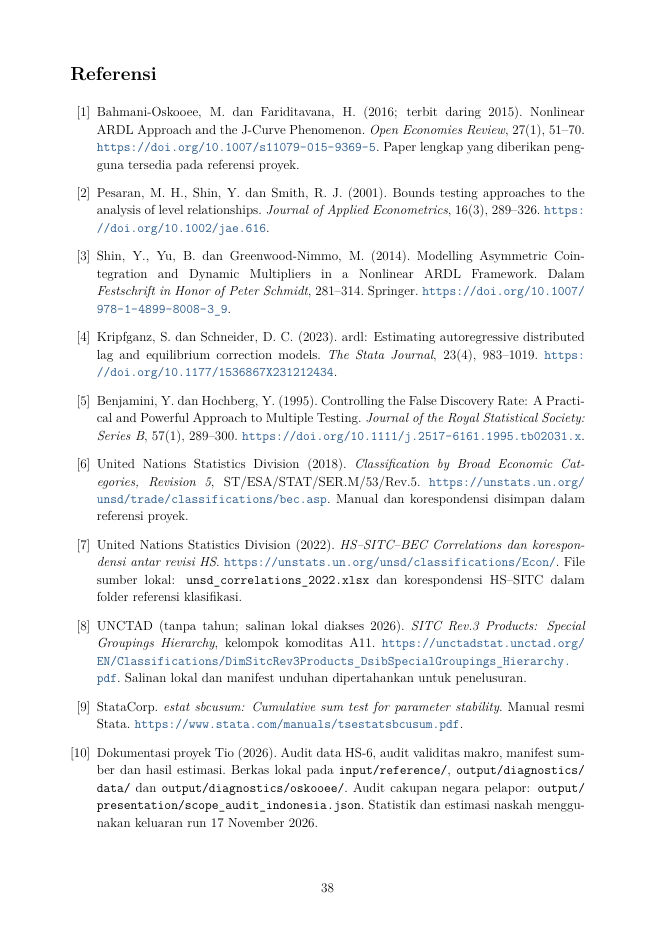 Referensi
[1] Bahmani-Oskooee, M. dan Fariditavana, H. (2016; terbit daring 2015). Nonlinear
ARDL Approach and the J-Curve Phenomenon. Open Economies Review, 27(1), 51–70.
https://doi.org/10.1007/s11079-015-9369-5. Paper lengkap yang diberikan peng-
guna tersedia pada referensi proyek.
[2] Pesaran, M. H., Shin, Y. dan Smith, R. J. (2001). Bounds testing approaches to the
analysis of level relationships. Journal of Applied Econometrics, 16(3), 289–326. https:
//doi.org/10.1002/jae.616.
[3] Shin, Y., Yu, B. dan Greenwood-Nimmo, M. (2014). Modelling Asymmetric Coin-
tegration and Dynamic Multipliers in a Nonlinear ARDL Framework. Dalam
Festschrift in Honor of Peter Schmidt, 281–314. Springer. https://doi.org/10.1007/
978-1-4899-8008-3_9.
[4] Kripfganz, S. dan Schneider, D. C. (2023). ardl: Estimating autoregressive distributed
lag and equilibrium correction models. The Stata Journal, 23(4), 983–1019. https:
//doi.org/10.1177/1536867X231212434.
[5] Benjamini, Y. dan Hochberg, Y. (1995). Controlling the False Discovery Rate: A Practi-
cal and Powerful Approach to Multiple Testing. Journal of the Royal Statistical Society:
Series B, 57(1), 289–300. https://doi.org/10.1111/j.2517-6161.1995.tb02031.x.
[6] United Nations Statistics Division (2018). Classification by Broad Economic Cat-
egories, Revision 5, ST/ESA/STAT/SER.M/53/Rev.5. https://unstats.un.org/
unsd/trade/classifications/bec.asp. Manual dan korespondensi disimpan dalam
referensi proyek.
[7] United Nations Statistics Division (2022). HS–SITC–BEC Correlations dan korespon-
densi antar revisi HS. https://unstats.un.org/unsd/classifications/Econ/. File
sumber lokal: unsd_correlations_2022.xlsx dan korespondensi HS–SITC dalam
folder referensi klasifikasi.
[8] UNCTAD (tanpa tahun; salinan lokal diakses 2026). SITC Rev.3 Products: Special
Groupings Hierarchy, kelompok komoditas A11. https://unctadstat.unctad.org/
EN/Classifications/DimSitcRev3Products_DsibSpecialGroupings_Hierarchy.
pdf. Salinan lokal dan manifest unduhan dipertahankan untuk penelusuran.
[9] StataCorp. estat sbcusum: Cumulative sum test for parameter stability. Manual resmi
Stata. https://www.stata.com/manuals/tsestatsbcusum.pdf.
[10] Dokumentasi proyek Tio (2026). Audit data HS-6, audit validitas makro, manifest sum-
ber dan hasil estimasi. Berkas lokal pada input/reference/, output/diagnostics/
data/ dan output/diagnostics/oskooee/. Audit cakupan negara pelapor: output/
presentation/scope_audit_indonesia.json. Statistik dan estimasi naskah menggu-
nakan keluaran run 17 November 2026.
38